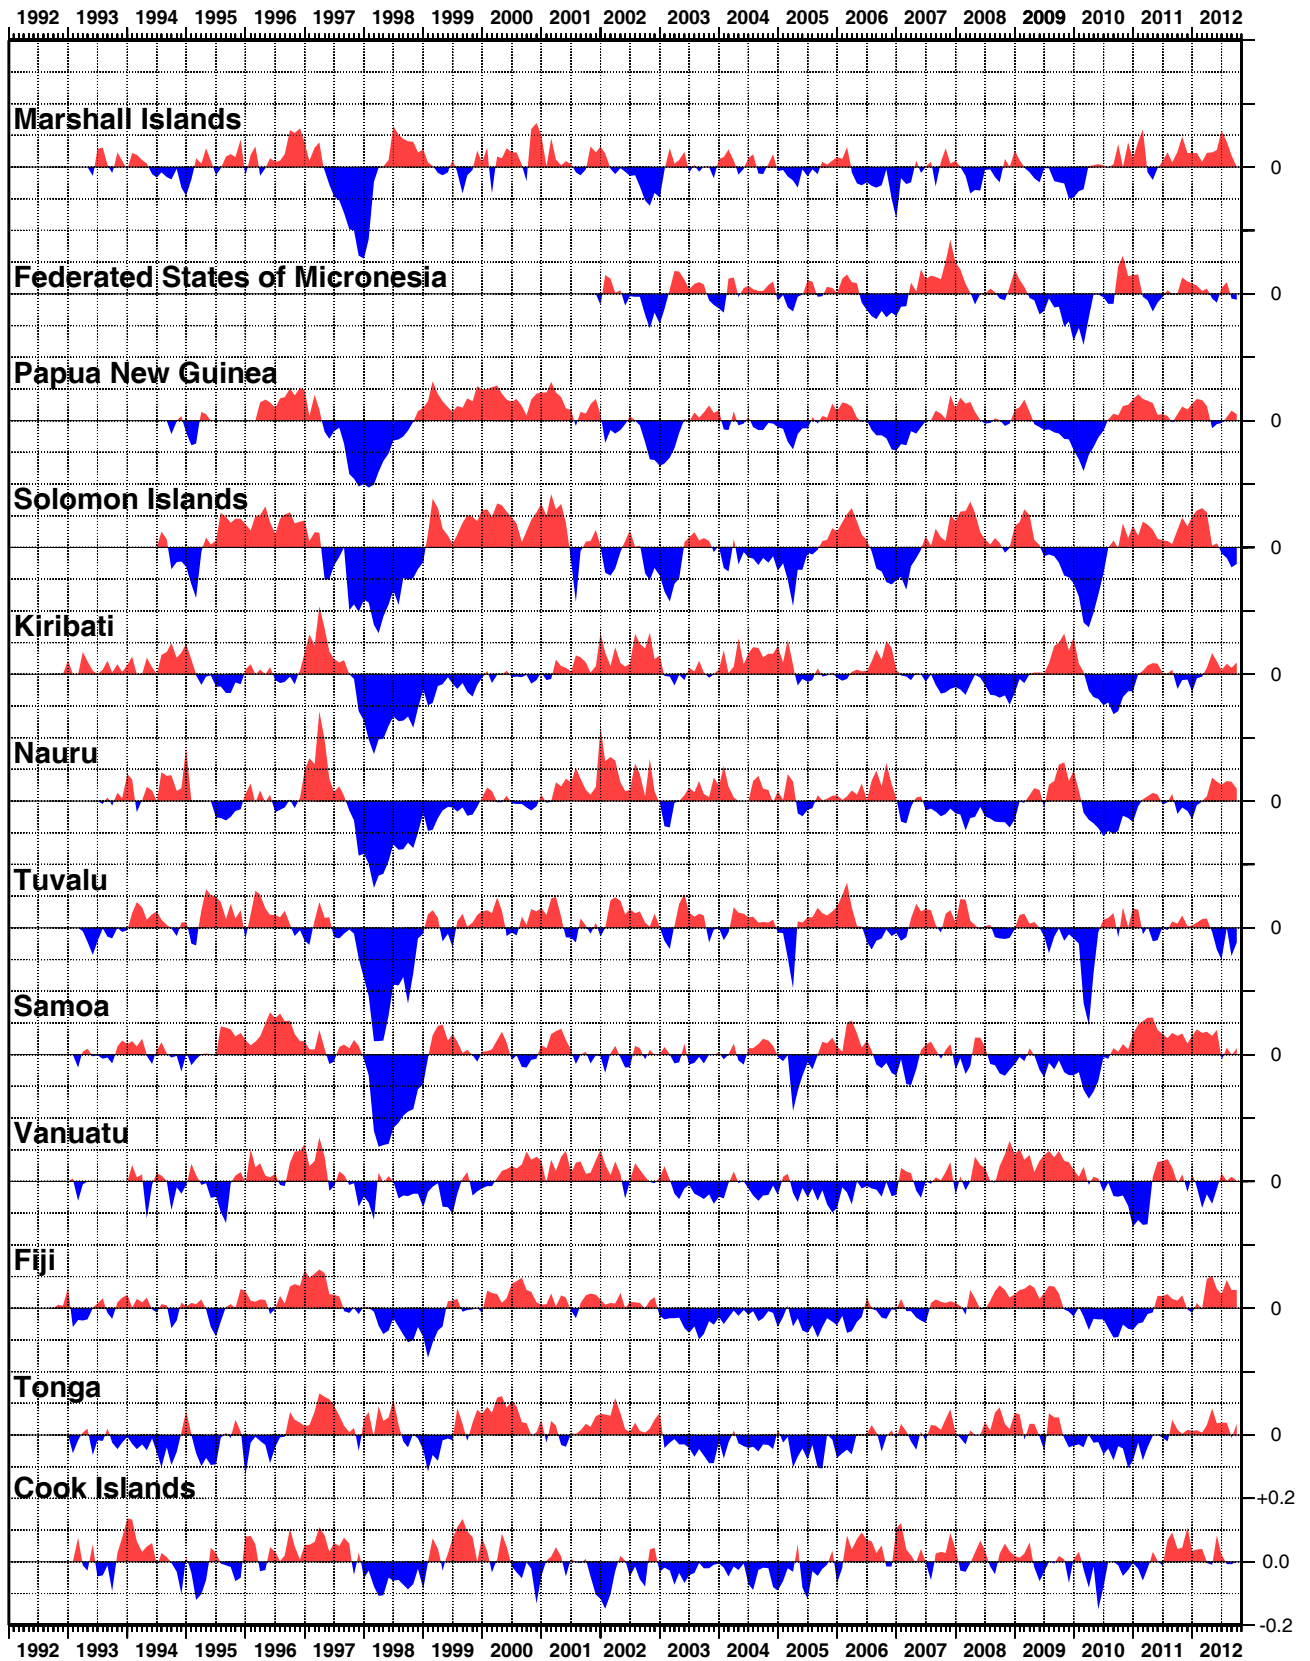 1992 1993 1994 1995 1996 1997 1998 1999 2000 2001 2002 2003 2004 2005 2006 2007 2008 2009 2010 2011 2012
Marshall Islands
0
Federated States of Micronesia
0
Papua New Guinea
0
Solomon Islands
0
Kiribati
0
Nauru
0
Tuvalu
0
Samoa
0
Vanuatu
0
Fiji
0
Tonga
0
Cook Islands
+0.2
0.0
-0.2
1992 1993 1994 1995 1996 1997 1998 1999 2000 2001 2002 2003 2004 2005 2006 2007 2008 2009 2010 2011 2012